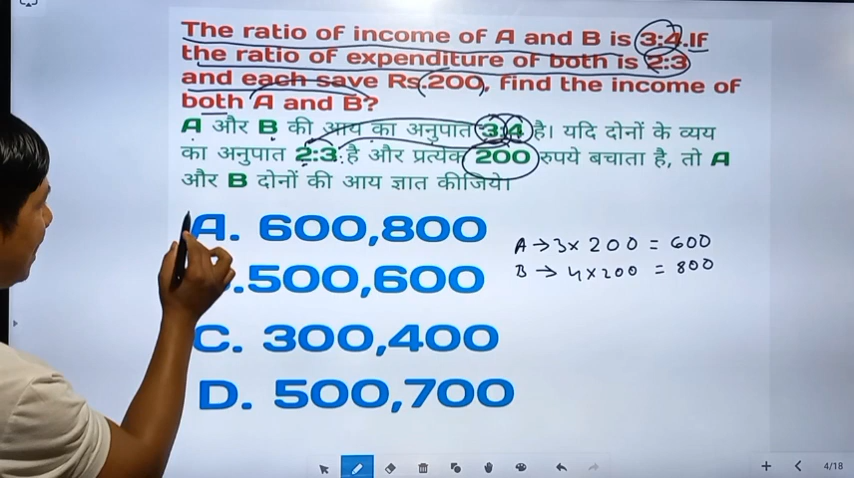 The ratio of income of A and B is 3:4.If
the ratio of expenditure of both is 2:3
and each save Rs.200, find the income of
both A and B?
A और B की आय का अनुपात 3:4 है। यदि दोनों के व्यय
का अनुपात 2:3 है और प्रत्येक 200 रुपये बचाता है, तो A
और B दोनों की आय ज्ञात कीजिये।
A. 600,800
.500,600
C. 300,400
D. 500,700
A → 3 × 200 = 600
B → 4 × 200 = 800
4/18